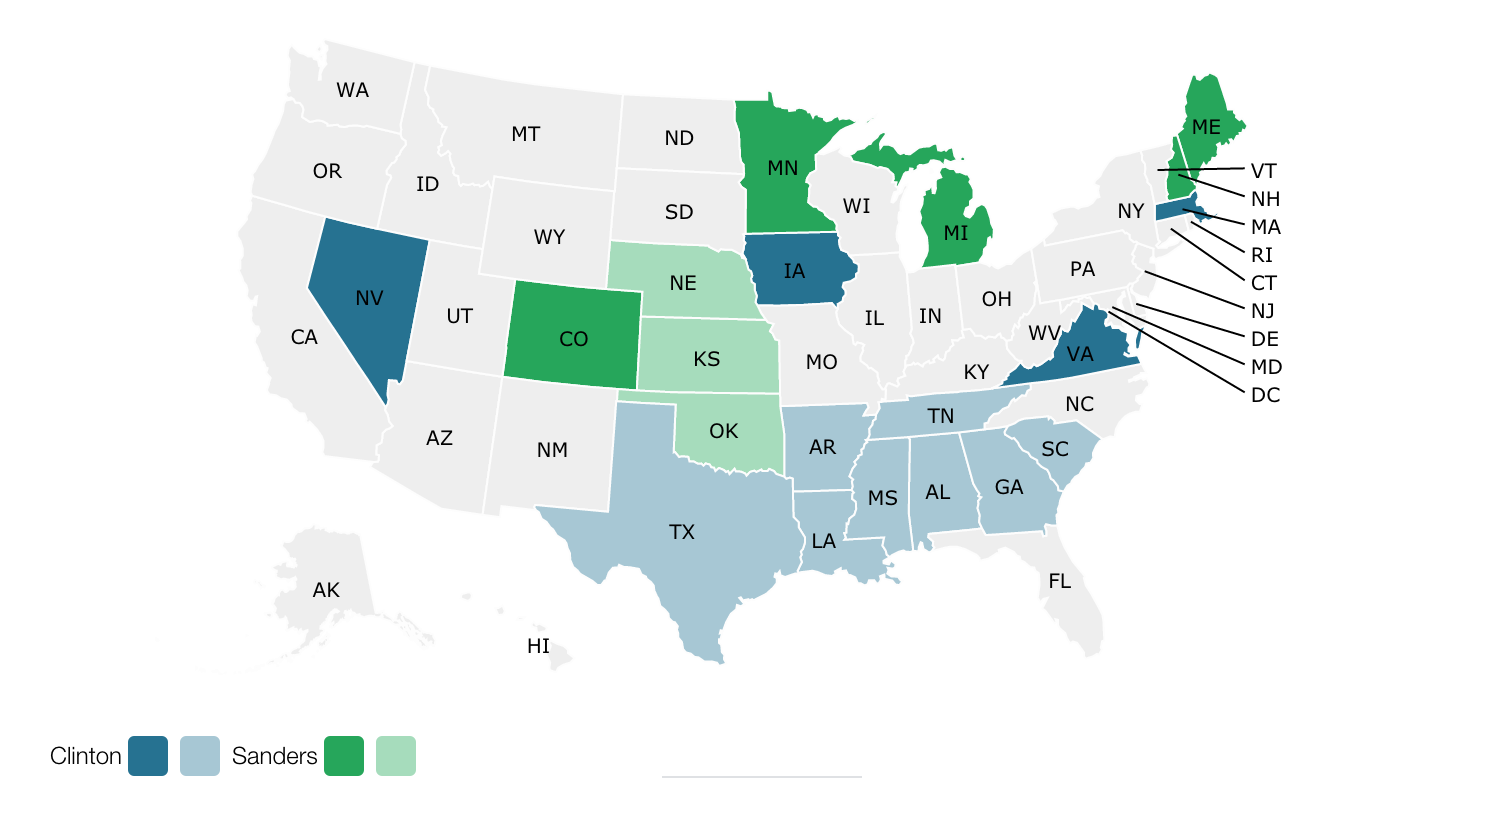 WA
MT
ND
MN
ME
OR
ID
SD
WI
VT
NH
NY
MA
WY
MI
RI
NV
IA
PA
CT
NE
OH
NJ
CA
UT
CO
KS
IL
IN
WV
VA
DE
MO
KY
MD
DC
AZ
NM
OK
AR
TN
NC
SC
TX
LA
MS
AL
GA
AK
HI
FL
Clinton Sanders